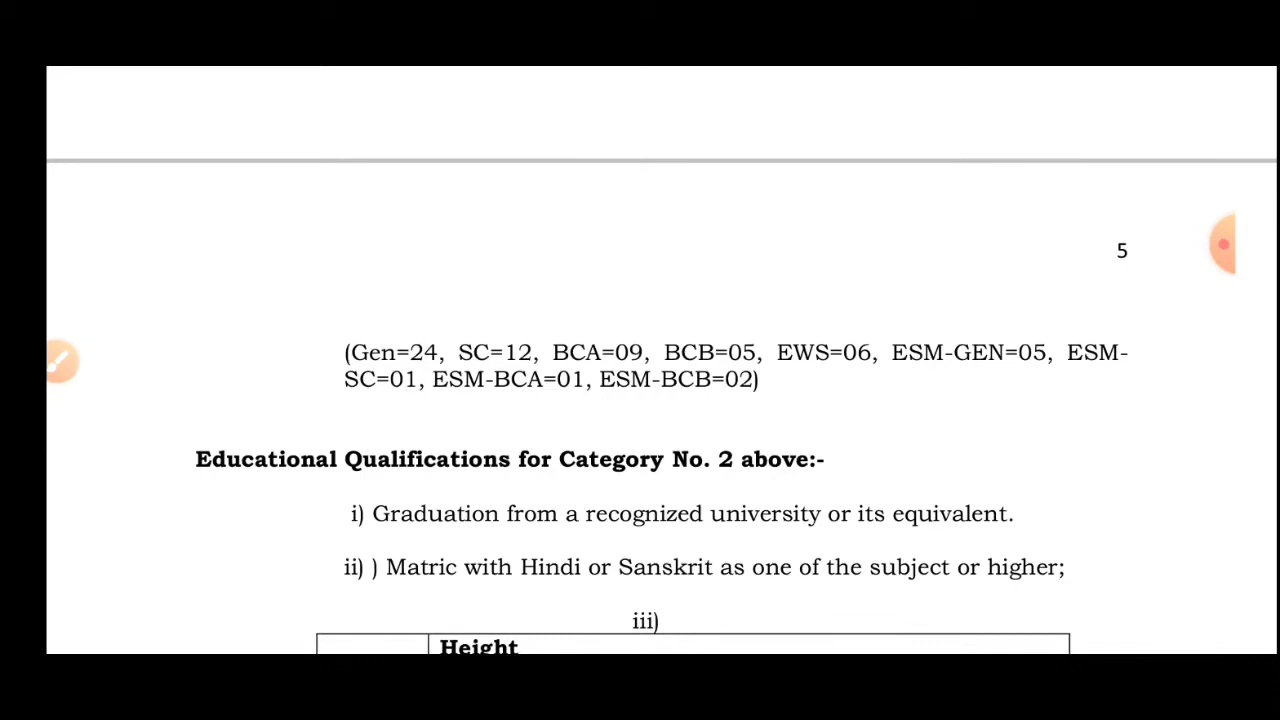 5
(Gen=24, SC=12, BCA=09, BCB=05, EWS=06, ESM-GEN=05, ESM-
SC=01, ESM-BCA=01, ESM-BCB=02)
Educational Qualifications for Category No. 2 above:-
i) Graduation from a recognized university or its equivalent.
ii) ) Matric with Hindi or Sanskrit as one of the subject or higher;
iii)
Height